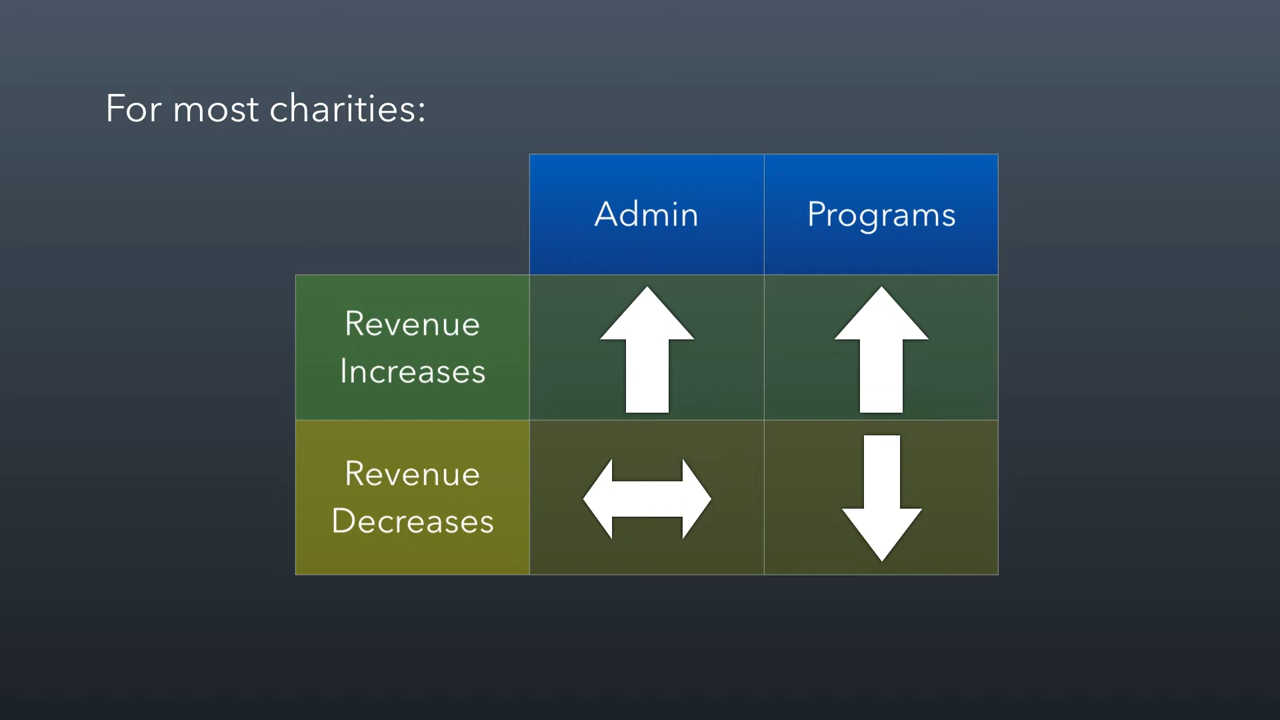 For most charities:
Admin
Programs
Revenue
Increases
Revenue
Decreases